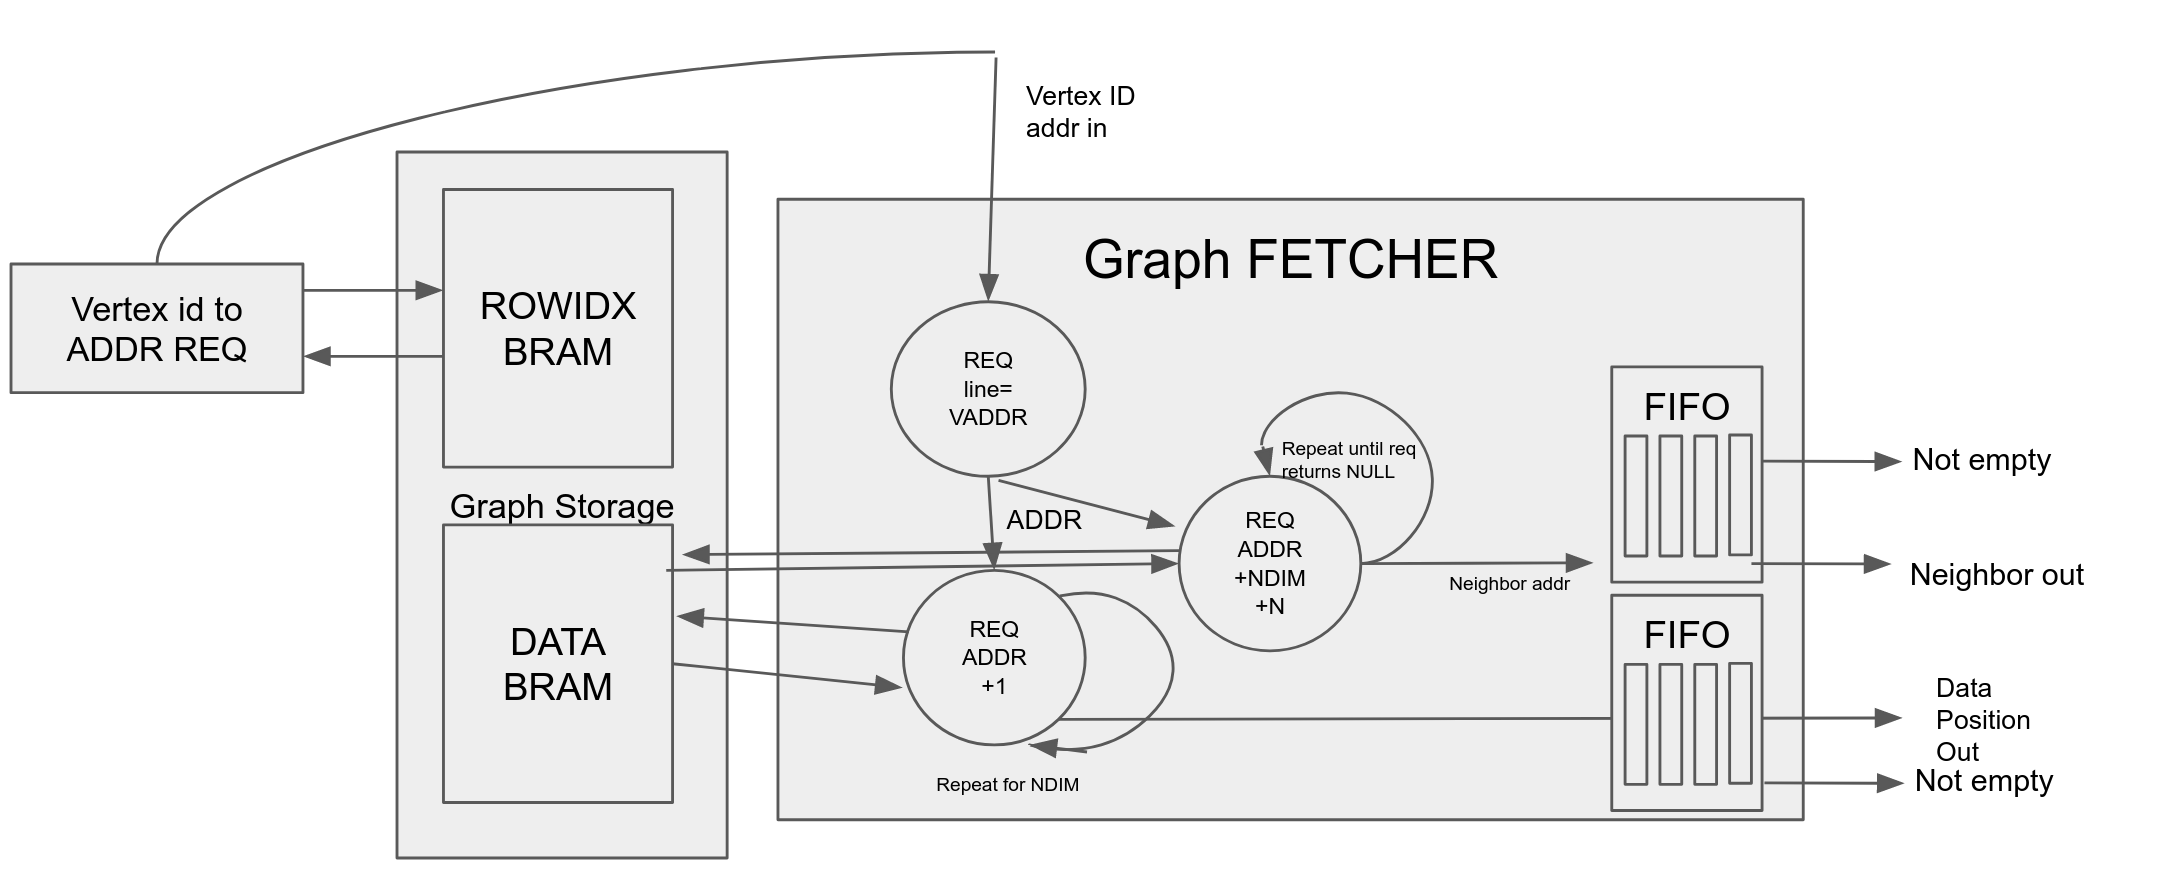 Vertex ID
addr in
Graph FETCHER
Vertex id to
ADDR REQ
ROWIDX
BRAM
Graph Storage
DATA
BRAM
REQ
line=
VADDR
ADDR
Repeat until req
returns NULL
REQ
ADDR
+NDIM
+N
Neighbor addr
REQ
ADDR
+1
Repeat for NDIM
FIFO
Not empty
Neighbor out
FIFO
Data
Position
Out
Not empty